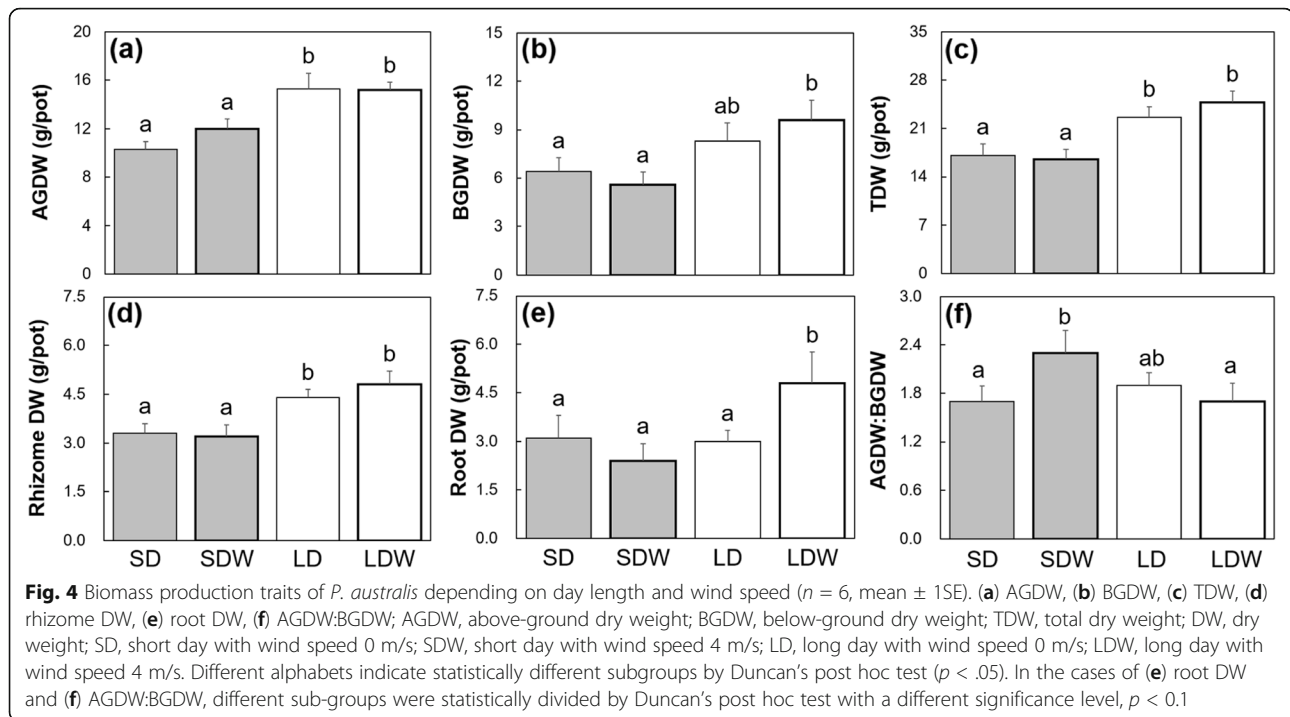 (a)
AGDW (g/pot)
20
16
12
8
4
0
a
a
b
b
(b)
BGDW (g/pot)
15
12
9
6
3
0
a
a
ab
b
(c)
TDW (g/pot)
35
28
21
14
7
0
a
a
b
b
(d)
Rhizome DW (g/pot)
7.5
6.0
4.5
3.0
1.5
0.0
a
a
b
b
SD SDW LD LDW
(e)
Root DW (g/pot)
7.5
6.0
4.5
3.0
1.5
0.0
a
a
a
b
SD SDW LD LDW
(f)
AGDW:BGDW
3.0
2.4
1.8
1.2
0.6
0.0
a
b
ab
a
SD SDW LD LDW
Fig. 4 Biomass production traits of P. australis depending on day length and wind speed (n = 6, mean ± 1SE). (a) AGDW, (b) BGDW, (c) TDW, (d)
rhizome DW, (e) root DW, (f) AGDW:BGDW; AGDW, above-ground dry weight; BGDW, below-ground dry weight; TDW, total dry weight; DW, dry
weight; SD, short day with wind speed 0 m/s; SDW, short day with wind speed 4 m/s; LD, long day with wind speed 0 m/s; LDW, long day with
wind speed 4 m/s. Different alphabets indicate statistically different subgroups by Duncan's post hoc test (p < .05). In the cases of (e) root DW
and (f) AGDW:BGDW, different sub-groups were statistically divided by Duncan's post hoc test with a different significance level, p < 0.1